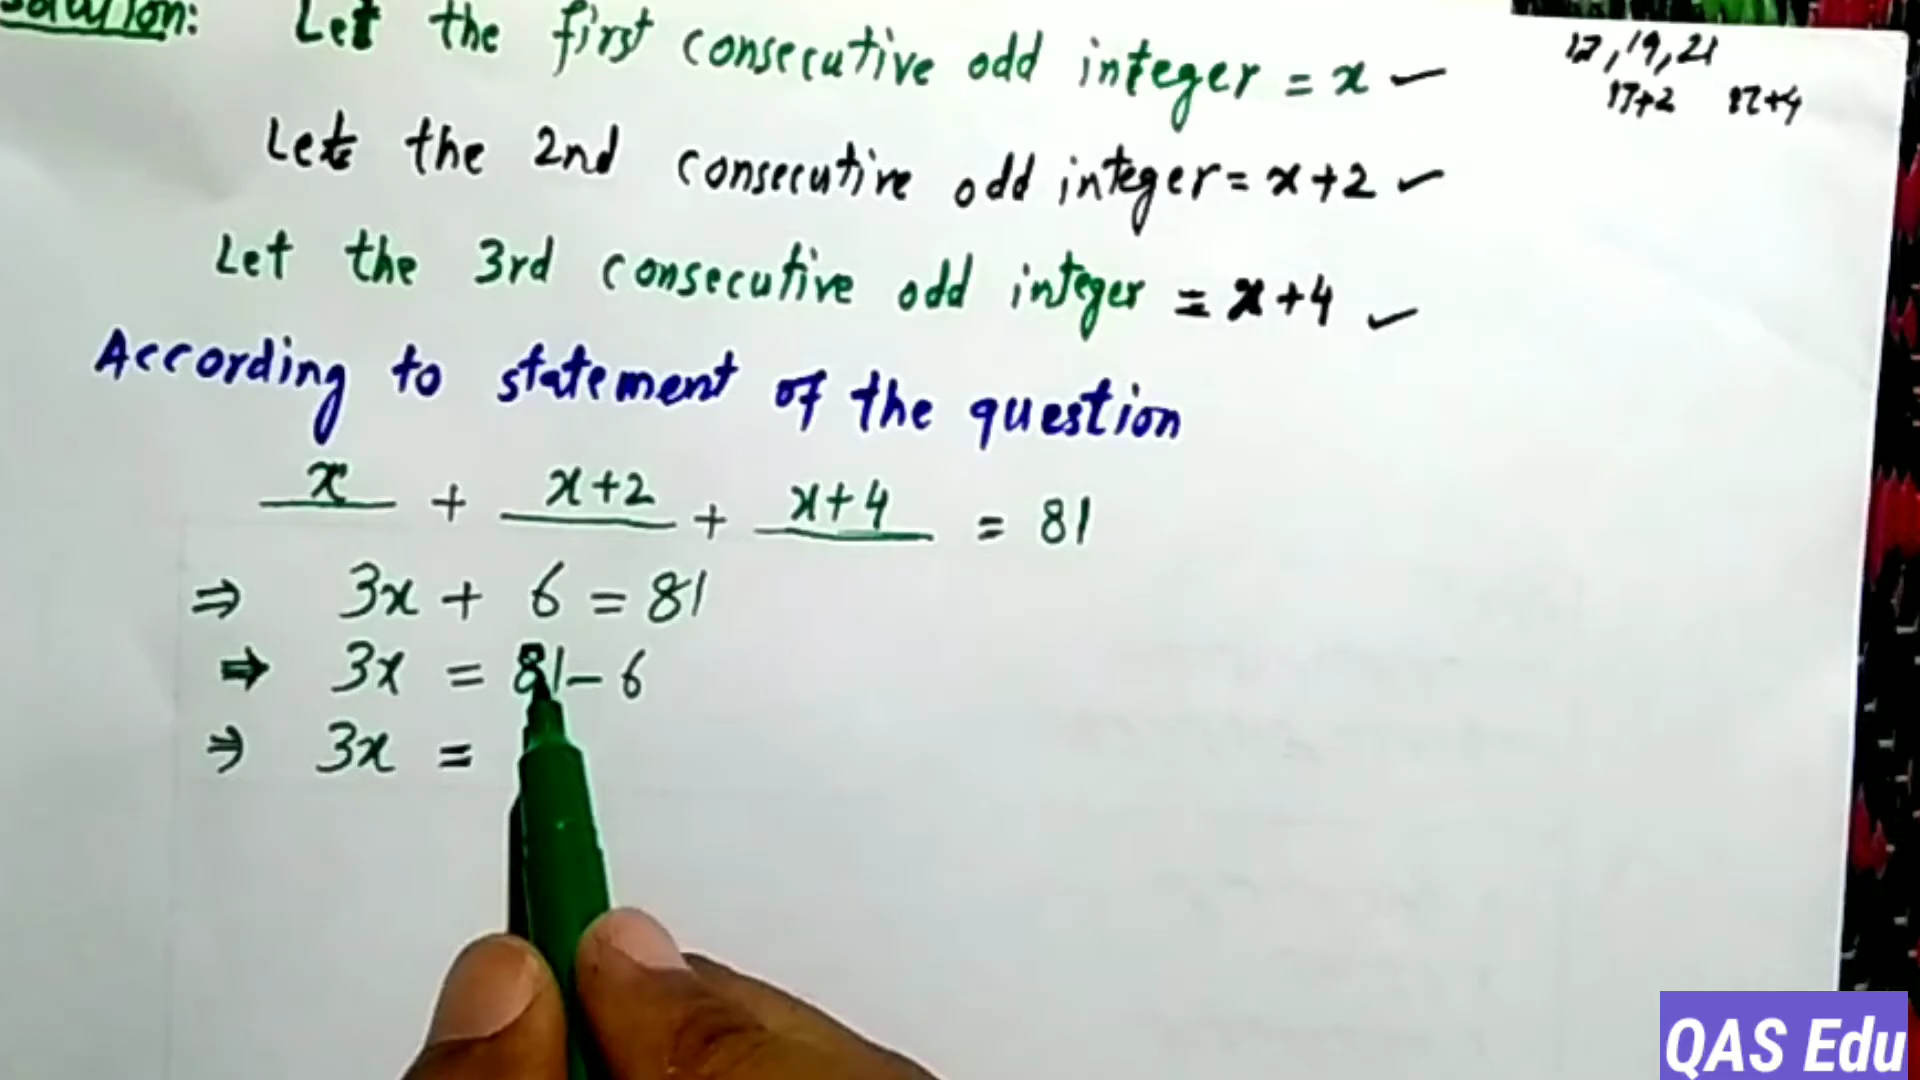 Solution: Let the first consecutive odd integer = x
17, 19, 21
17+2 17+4
Let the 2nd consecutive odd integer = x+2
Let the 3rd consecutive odd integer = x+4
According to statement of the question
x + x+2 + x+4 = 81
⇒ 3x + 6 = 81
⇒ 3x = 81 - 6
⇒ 3x =
QAS Edu